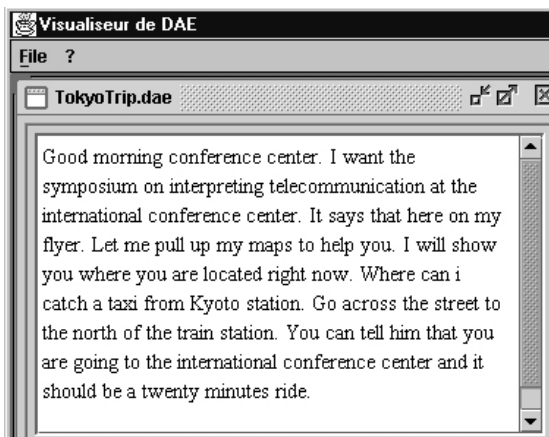 Visualiseur de DAE
File ?
TokyoTrip.dae
Good morning conference center. I want the
symposium on interpreting telecommunication at the
international conference center. It says that here on my
flyer. Let me pull up my maps to help you. I will show
you where you are located right now. Where can i
catch a taxi from Kyoto station. Go across the street to
the north of the train station. You can tell him that you
are going to the international conference center and it
should be a twenty minutes ride.